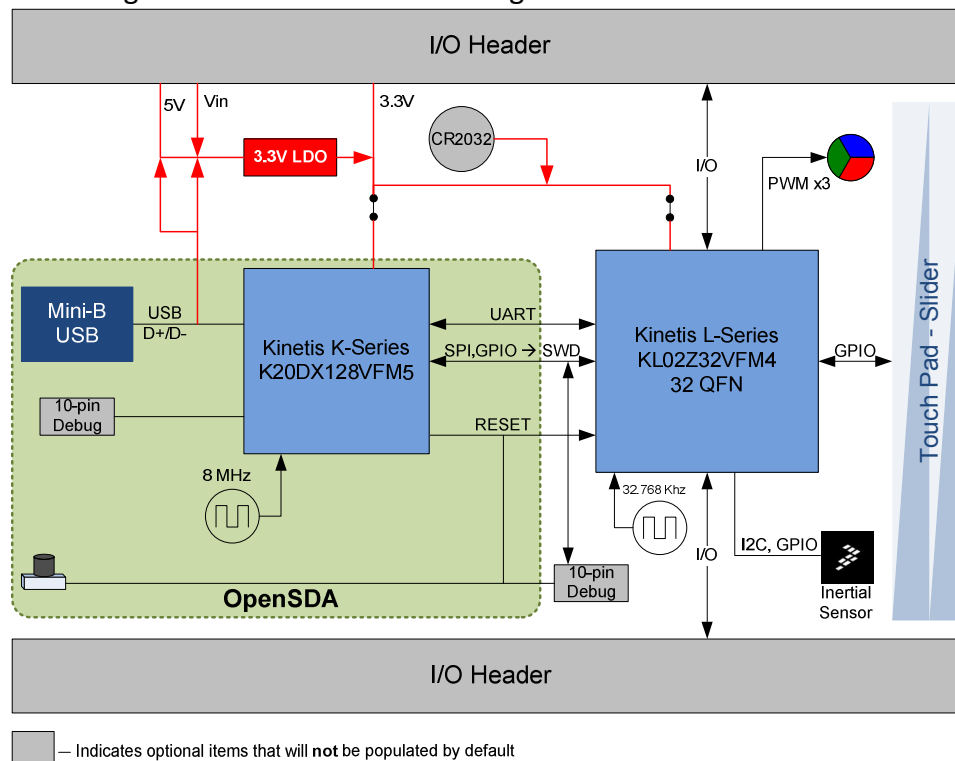 I/O Header
5V
Vin
3.3V
3.3V LDO
CR2032
I/O
PWM x3
Mini-B
USB
USB
D+/D-
Kinetis K-Series
K20DX128VFM5
UART
SPI,GPIO → SWD
RESET
Kinetis L-Series
KL02Z32VFM4
32 QFN
GPIO
Touch Pad - Slider
10-pin
Debug
8 MHz
32.768 Khz
I/O
I2C, GPIO
Inertial
Sensor
10-pin
Debug
OpenSDA
I/O Header
– Indicates optional items that will not be populated by default